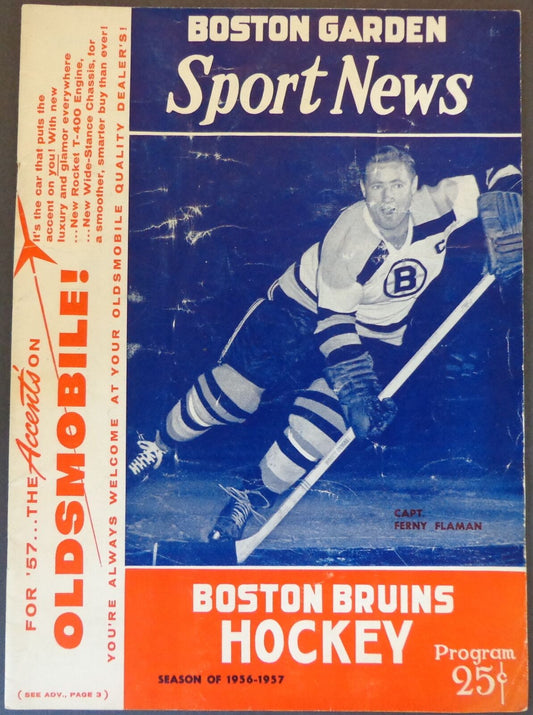 BOSTON GARDEN
Sport News
B
C
CAPT.
FERNY FLAMAN
BOSTON BRUINS
HOCKEY
Program
25¢
SEASON OF 1956-1957
FOR '57...THE Accent's ON
OLDSMOBILE!
It's the car that puts the
accent on you! With new
luxury and glamor everywhere
...New Rocket T-400 Engine,
...New Wide-Stance Chassis, for
a smoother, smarter buy than ever!
YOU'RE ALWAYS WELCOME AT YOUR OLDSMOBILE QUALITY DEALER'S!
(SEE ADV., PAGE 3)